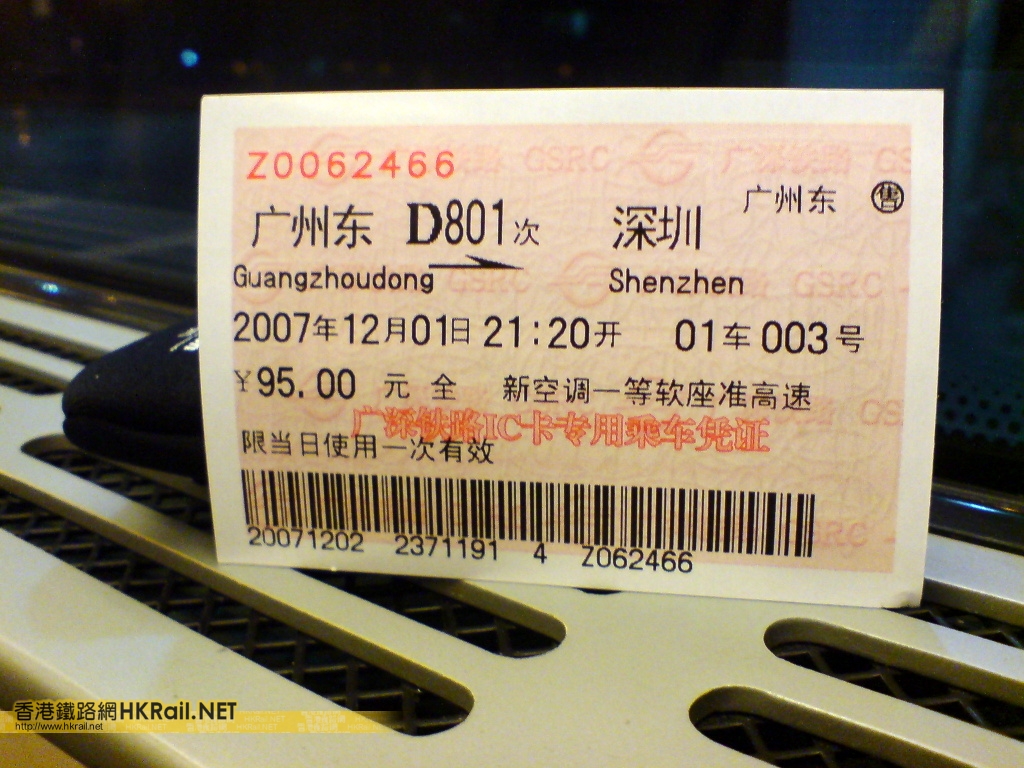 Z0062466
广州东 售
广州东 D801次 深圳
Guangzhoudong Shenzhen
2007年12月01日 21:20开 01车 003号
¥95.00 元 全 新空调一等软座准高速
广深铁路IC卡专用乘车凭证
限当日使用一次有效
20071202 2371191 4 Z062466
香港鐵路網HKRail.NET
http://www.hkrail.net